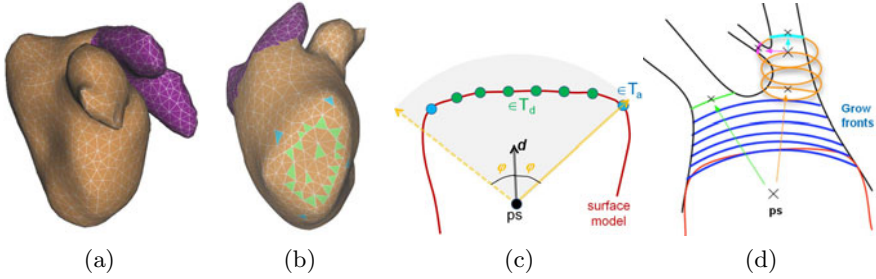 ∈ T_a
∈ T_d
d
φ φ
ps
surface
model
Grow
fronts
ps
(a) (b) (c) (d)